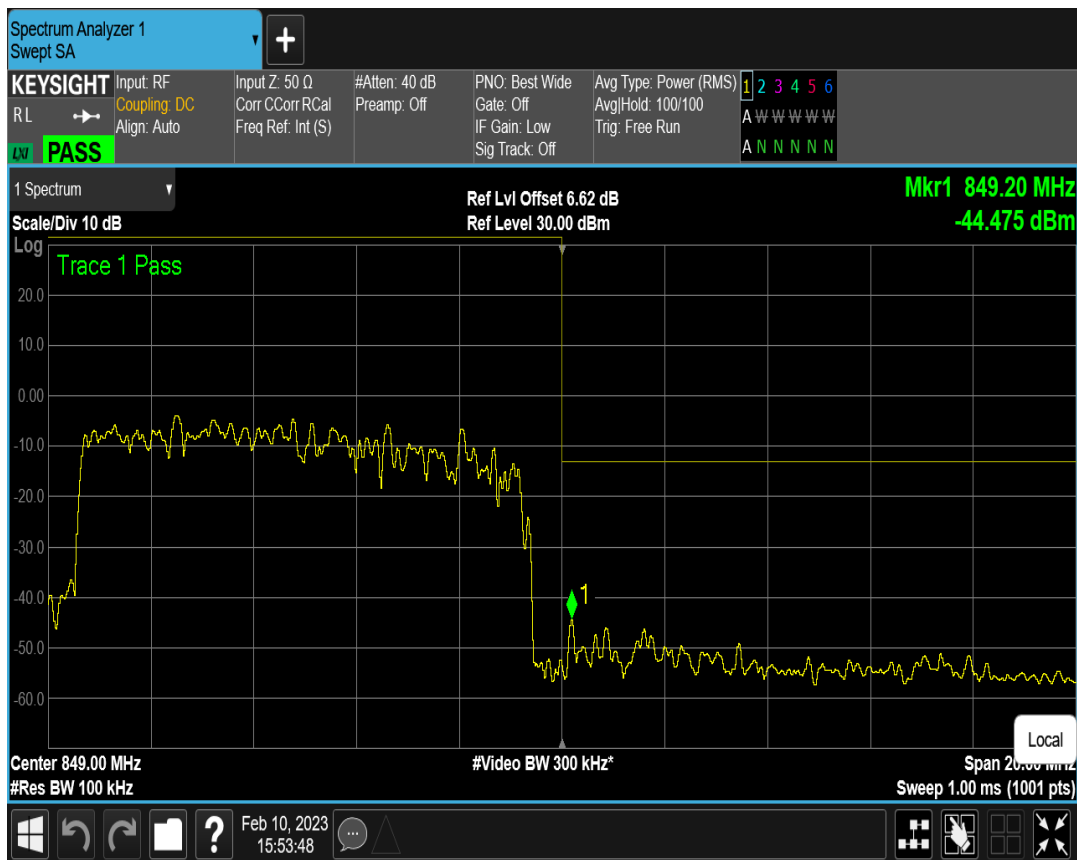 Spectrum Analyzer 1
Swept SA
+
KEYSIGHT Input: RF Input Z: 50 Ω #Atten: 40 dB PNO: Best Wide Avg Type: Power (RMS) 1 2 3 4 5 6
R L Coupling: DC Corr CCorr RCal Preamp: Off Gate: Off Avg|Hold: 100/100 A W W W W W
Align: Auto Freq Ref: Int (S) IF Gain: Low Trig: Free Run
LXI PASS Sig Track: Off A N N N N N
1 Spectrum Ref Lvl Offset 6.62 dB Mkr1 849.20 MHz
Scale/Div 10 dB Ref Level 30.00 dBm -44.475 dBm
Log
Trace 1 Pass
20.0
10.0
0.00
-10.0
-20.0
-30.0
-40.0
1
-50.0
-60.0
Local
Center 849.00 MHz #Video BW 300 kHz* Span 20.00 MHz
#Res BW 100 kHz Sweep 1.00 ms (1001 pts)
? Feb 10, 2023
15:53:48